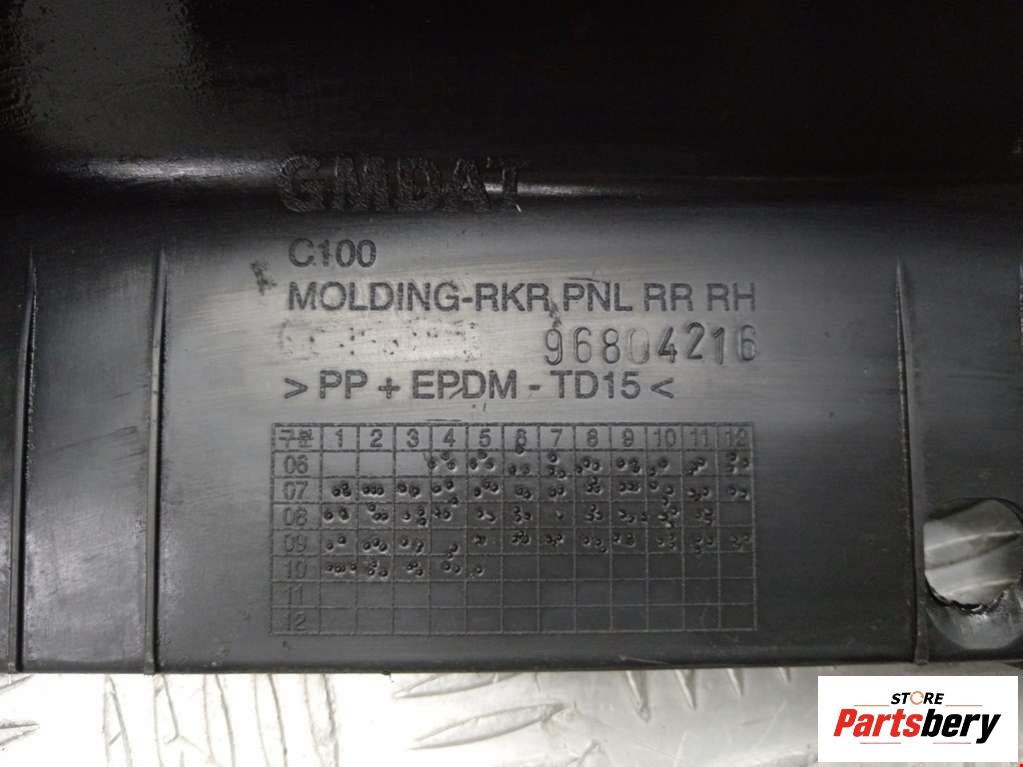 GMDAT
C100
MOLDING-RKR PNL RR RH
96804216
> PP + EPDM - TD15 <
구분 1 2 3 4 5 6 7 8 9 10 11 12
06
07
08
09
10
11
12
STORE
Partsbery